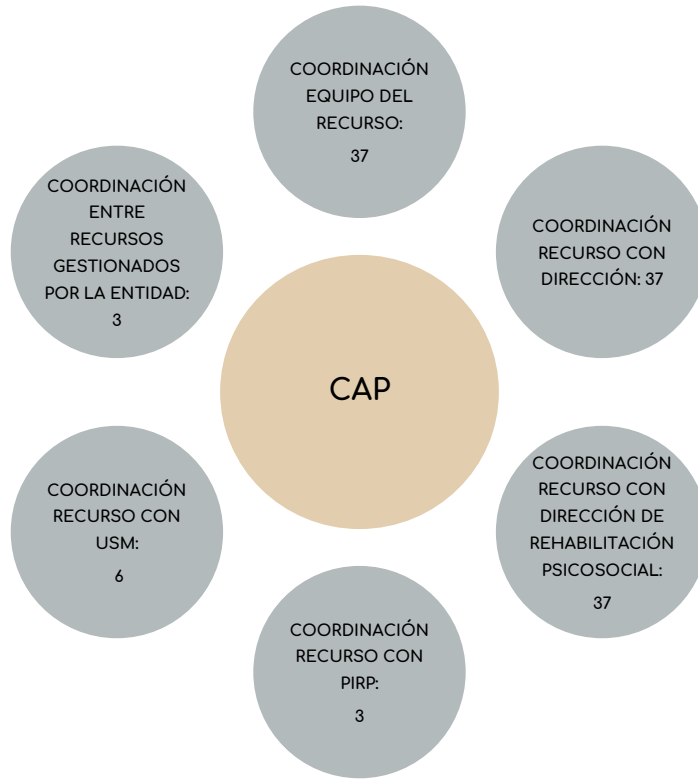 COORDINACIÓN
EQUIPO DEL
RECURSO:
37
COORDINACIÓN
RECURSO CON
DIRECCIÓN: 37
COORDINACIÓN
RECURSO CON
DIRECCIÓN DE
REHABILITACIÓN
PSICOSOCIAL:
37
COORDINACIÓN
RECURSO CON
PIRP:
3
COORDINACIÓN
RECURSO CON
USM:
6
COORDINACIÓN
ENTRE
RECURSOS
GESTIONADOS
POR LA ENTIDAD:
3
CAP